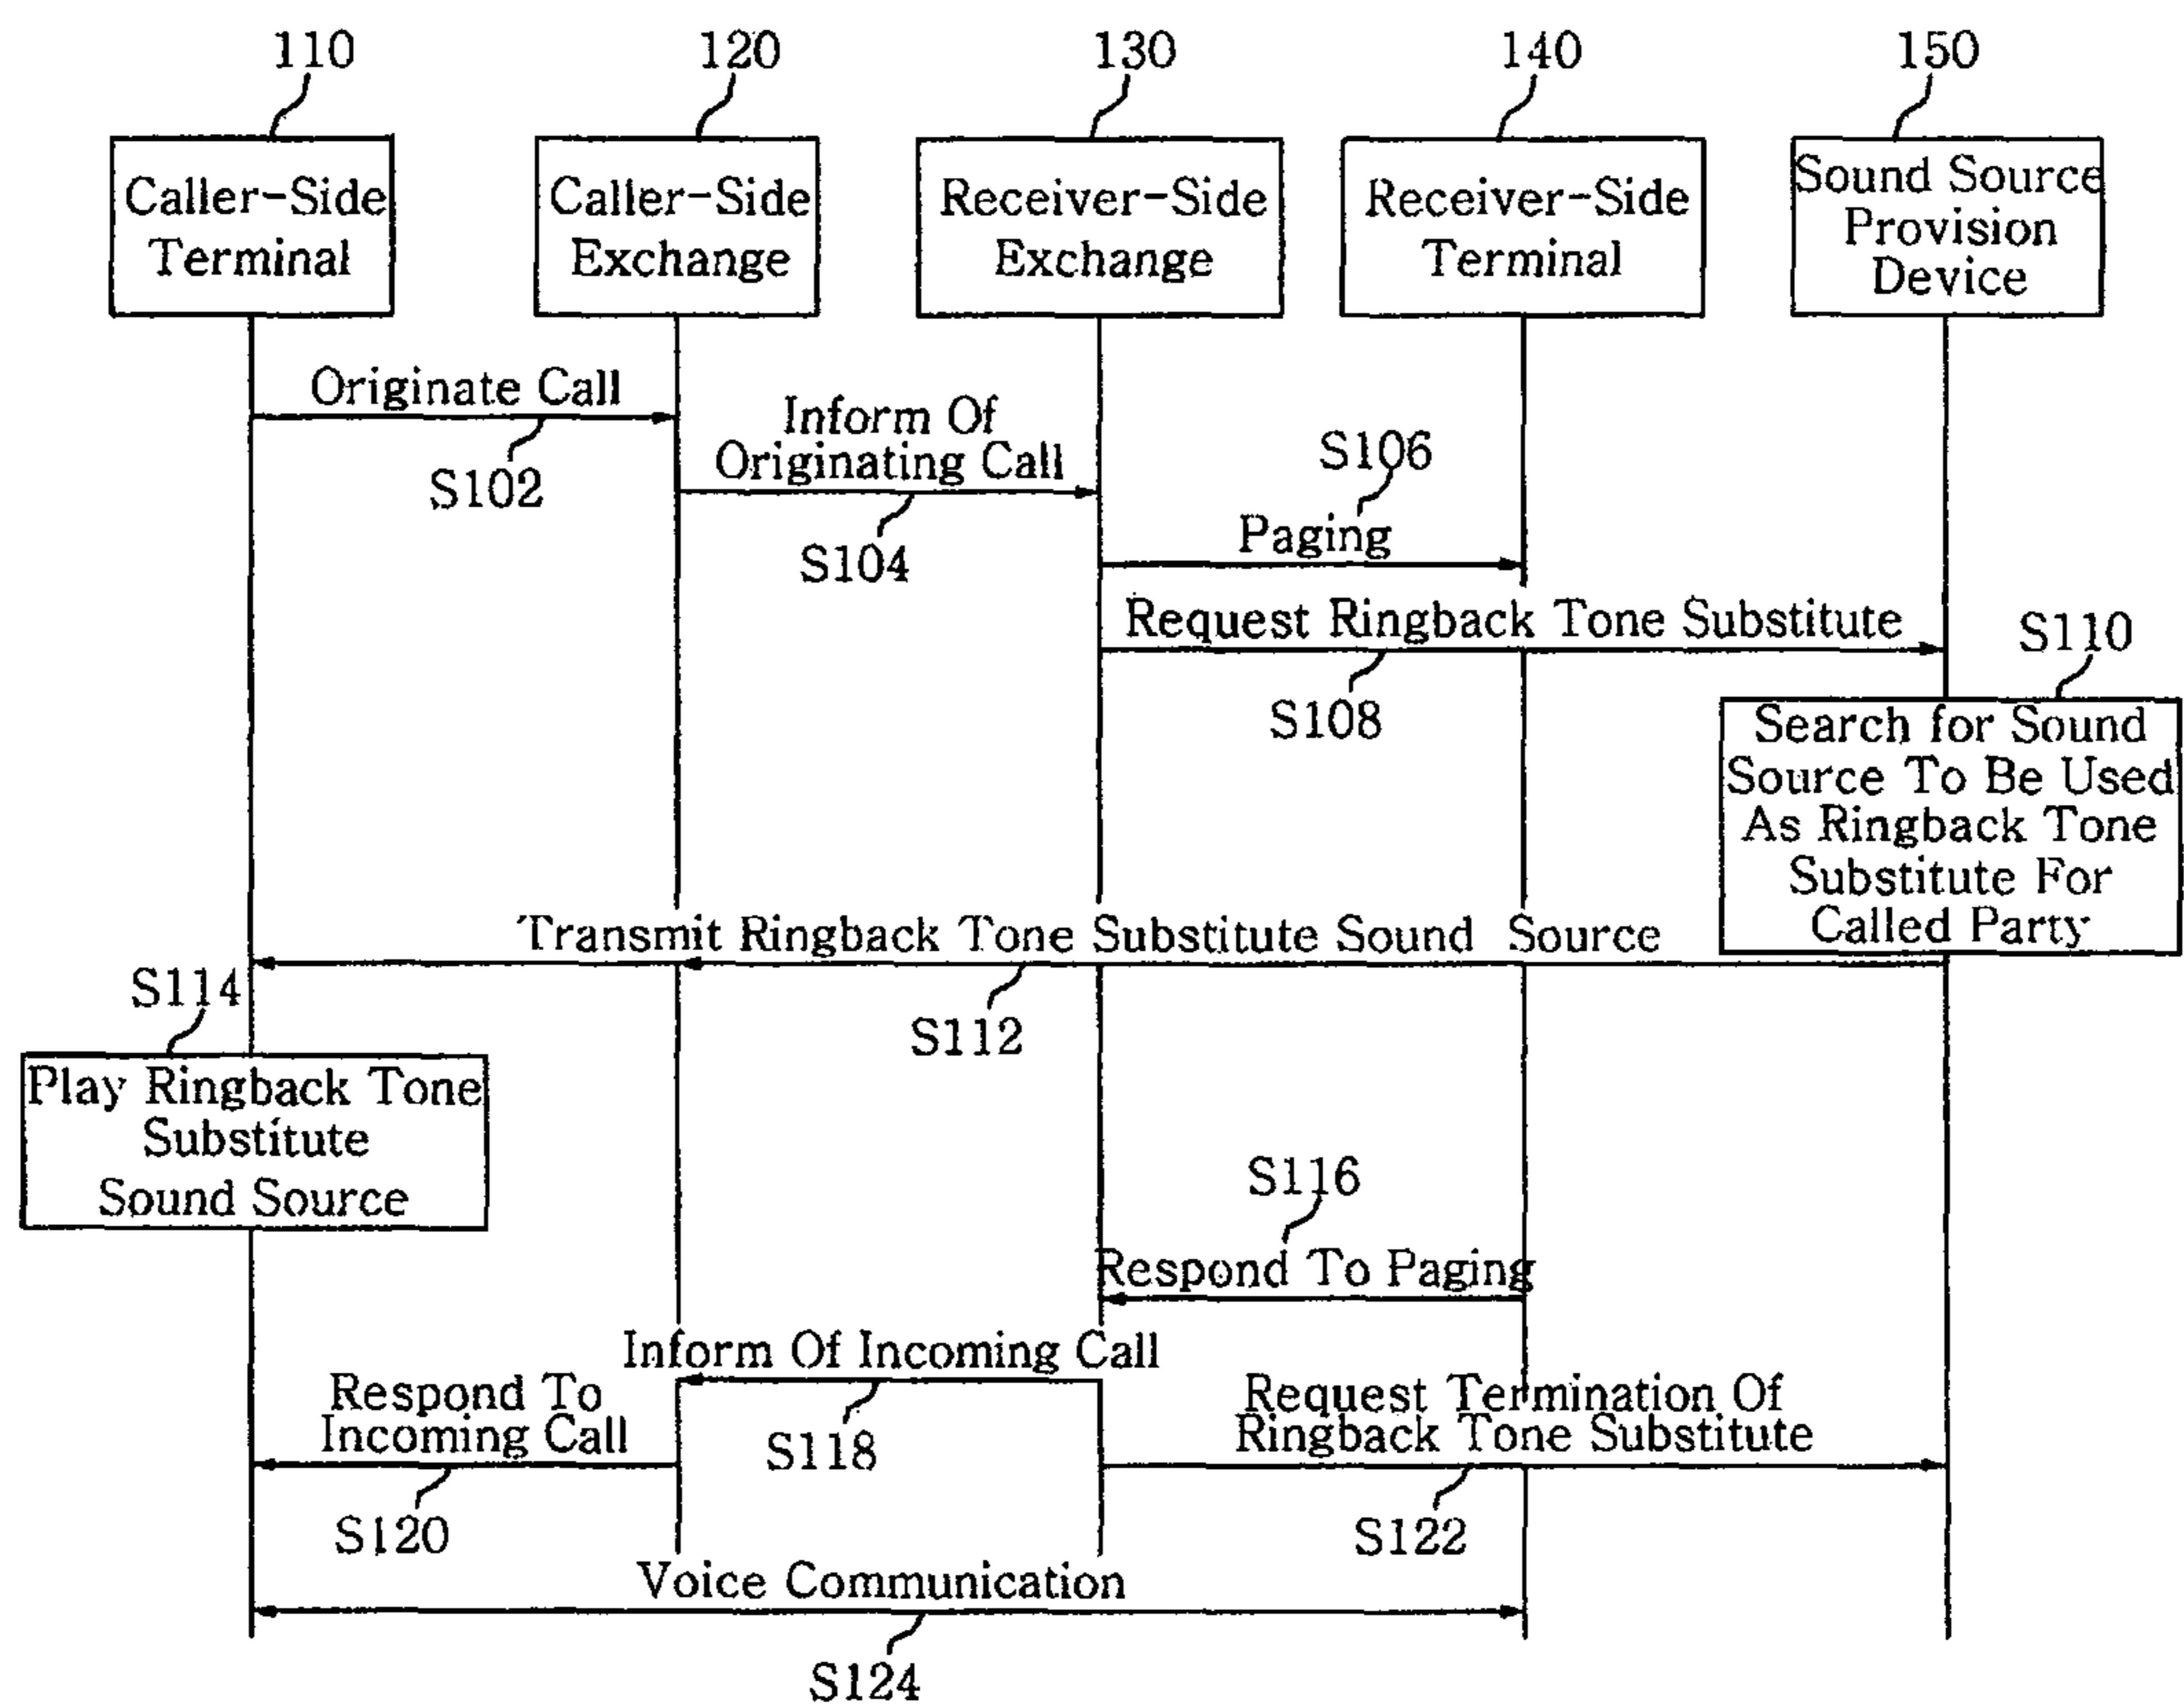 110
120
130
140
150
Caller-Side
Terminal
Caller-Side
Exchange
Receiver-Side
Exchange
Receiver-Side
Terminal
Sound Source
Provision
Device
Originate Call
S102
Inform Of
Originating Call
S104
S106
Paging
Request Ringback Tone Substitute
S108
S110
Search for Sound
Source To Be Used
As Ringback Tone
Substitute For
Called Party
Transmit Ringback Tone Substitute Sound Source
S112
S114
Play Ringback Tone
Substitute
Sound Source
S116
Respond To Paging
Inform Of Incoming Call
S118
Respond To
Incoming Call
S120
Request Termination Of
Ringback Tone Substitute
S122
Voice Communication
S124